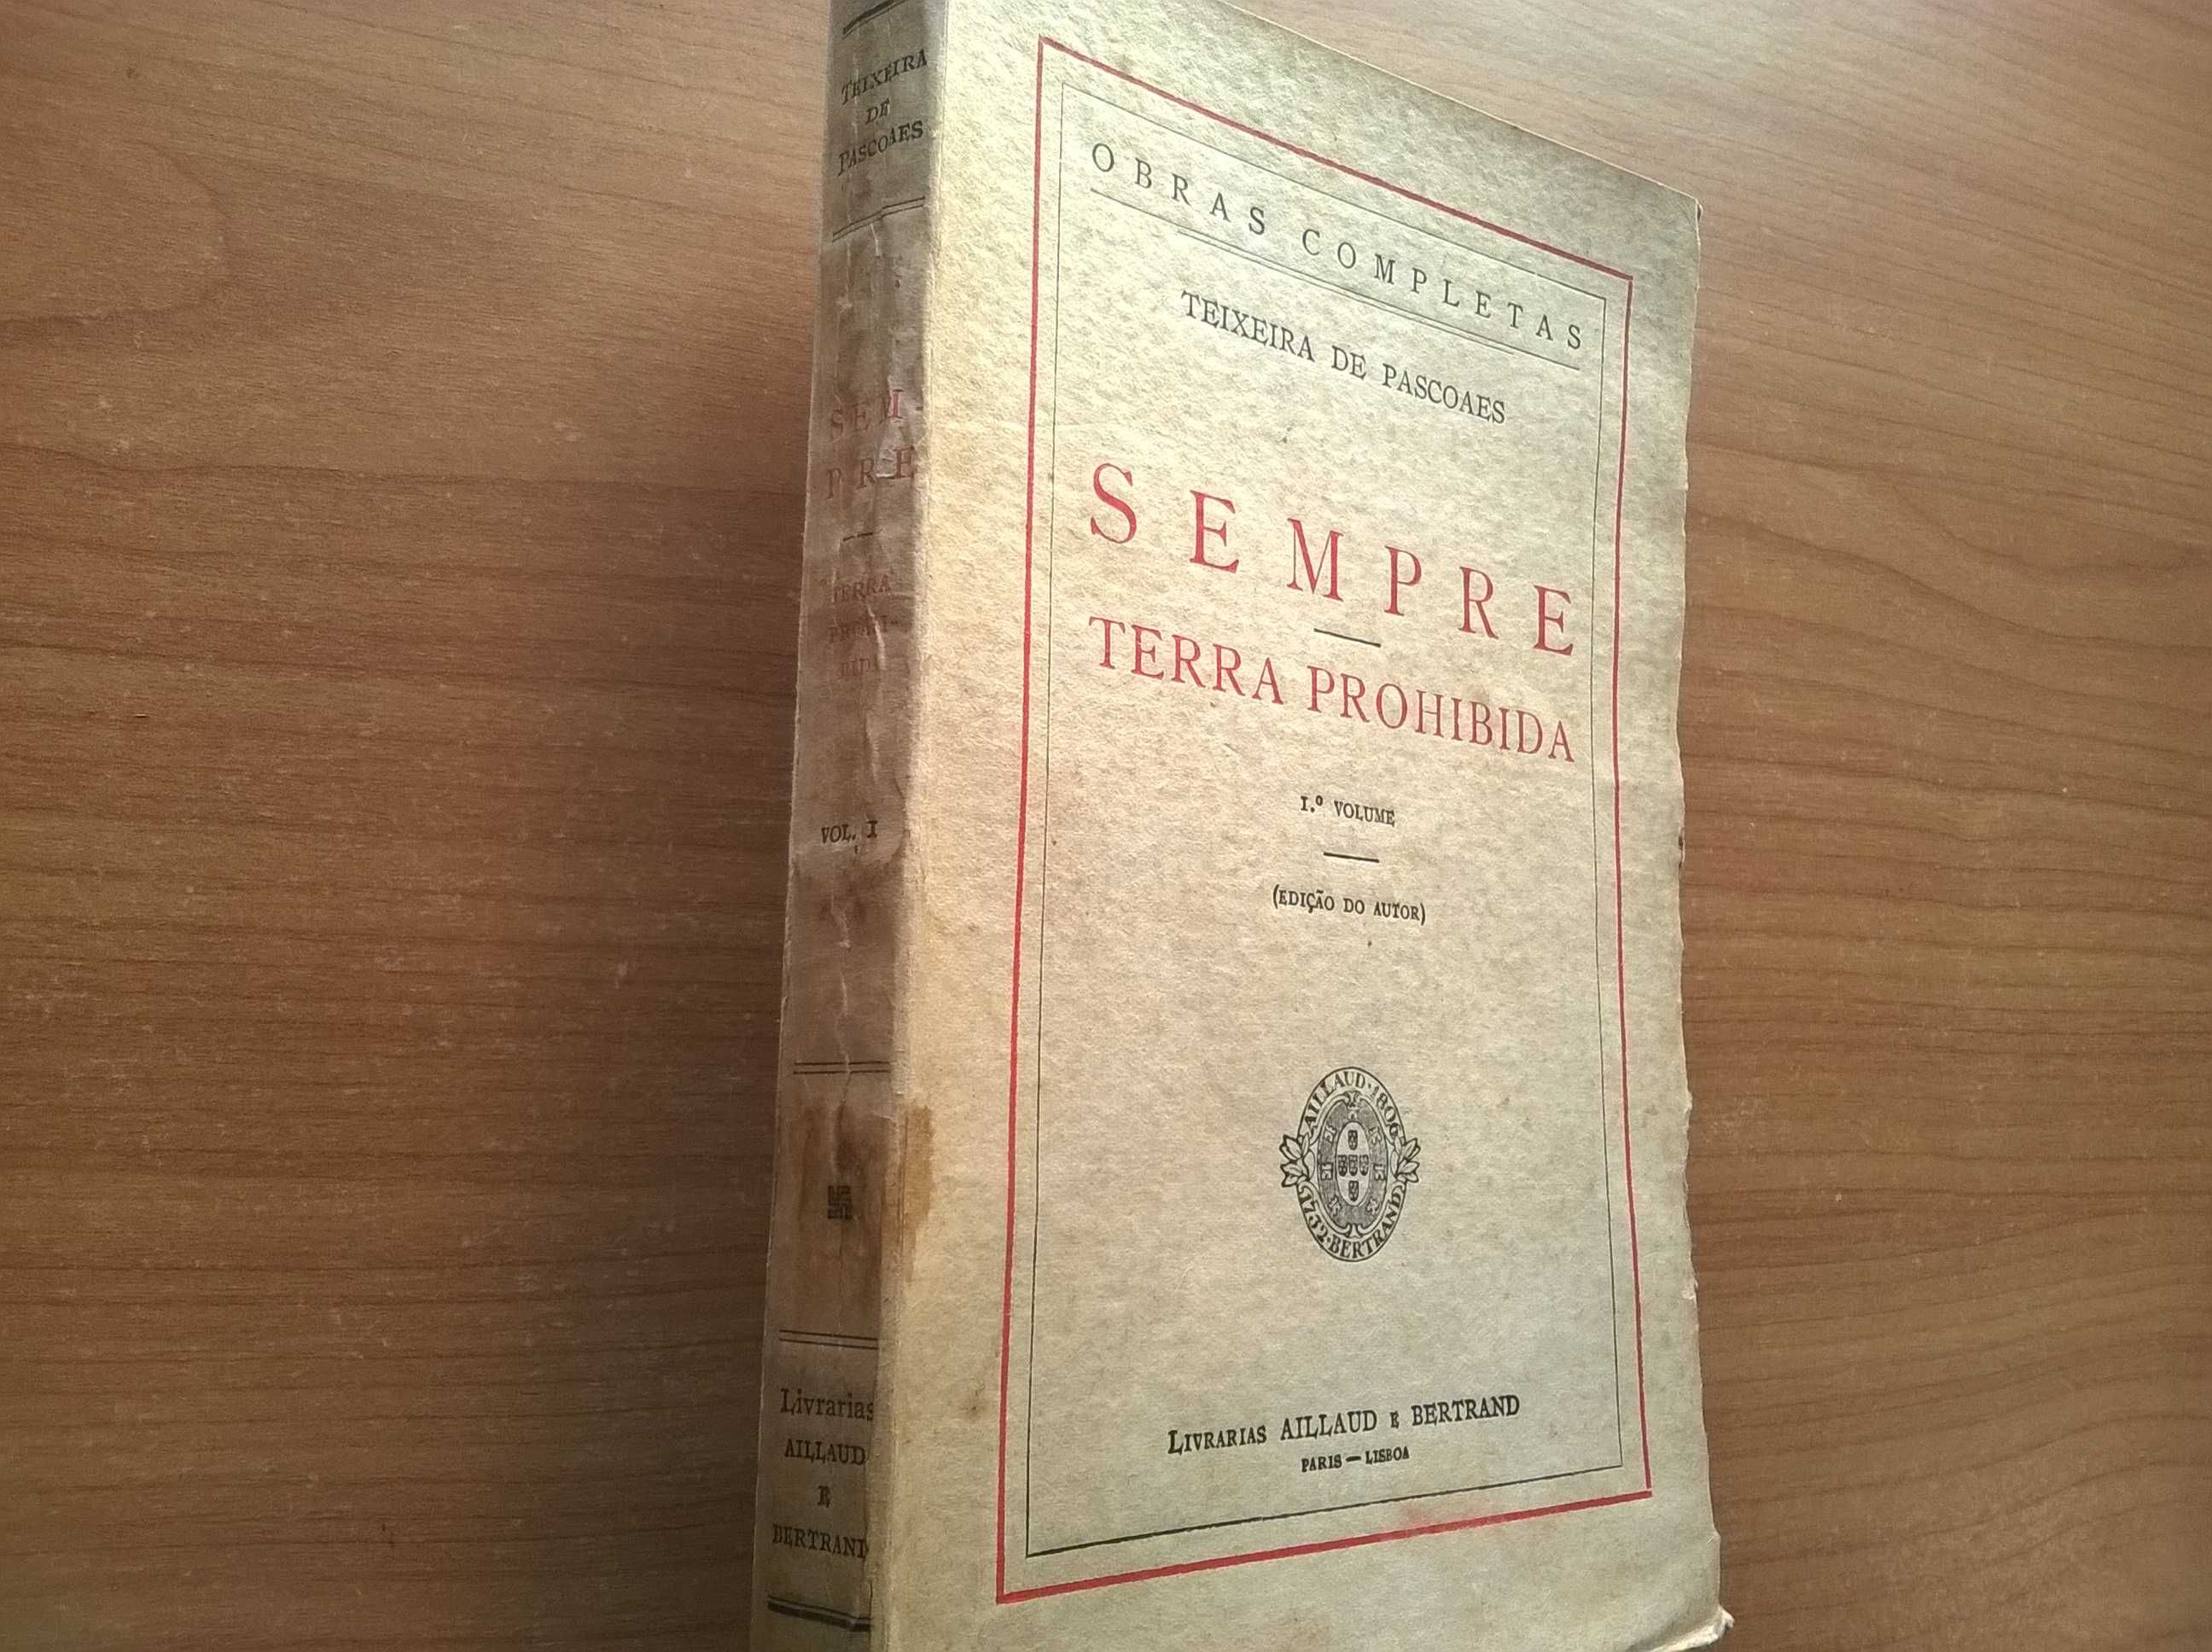 TEIXEIRA
DE
PASCOAES
SEM-
PRE
TERRA
PROHI-
BIDA
VOL. I
Livrarias
AILLAUD
E
BERTRAND
OBRAS COMPLETAS
TEIXEIRA DE PASCOAES
SEMPRE
TERRA PROHIBIDA
1.º VOLUME
(EDIÇÃO DO AUTOR)
AILLAUD·1806
1732·BERTRAND
LIVRARIAS AILLAUD E BERTRAND
PARIS — LISBOA